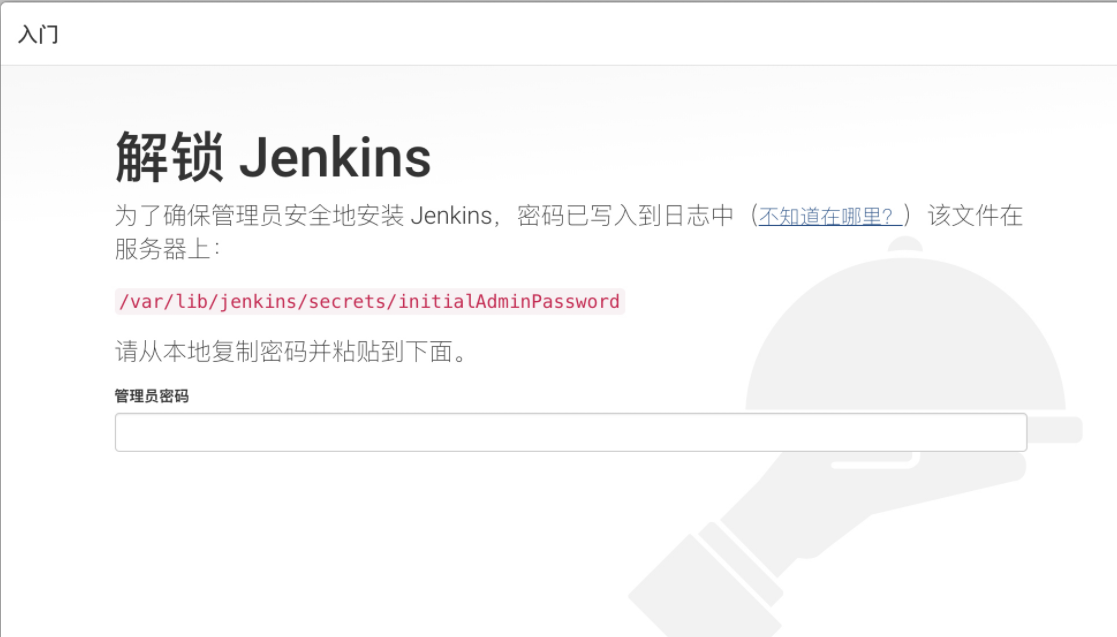 入门
解锁 Jenkins
为了确保管理员安全地安装 Jenkins，密码已写入到日志中（不知道在哪里？）该文件在
服务器上：
/var/lib/jenkins/secrets/initialAdminPassword
请从本地复制密码并粘贴到下面。
管理员密码